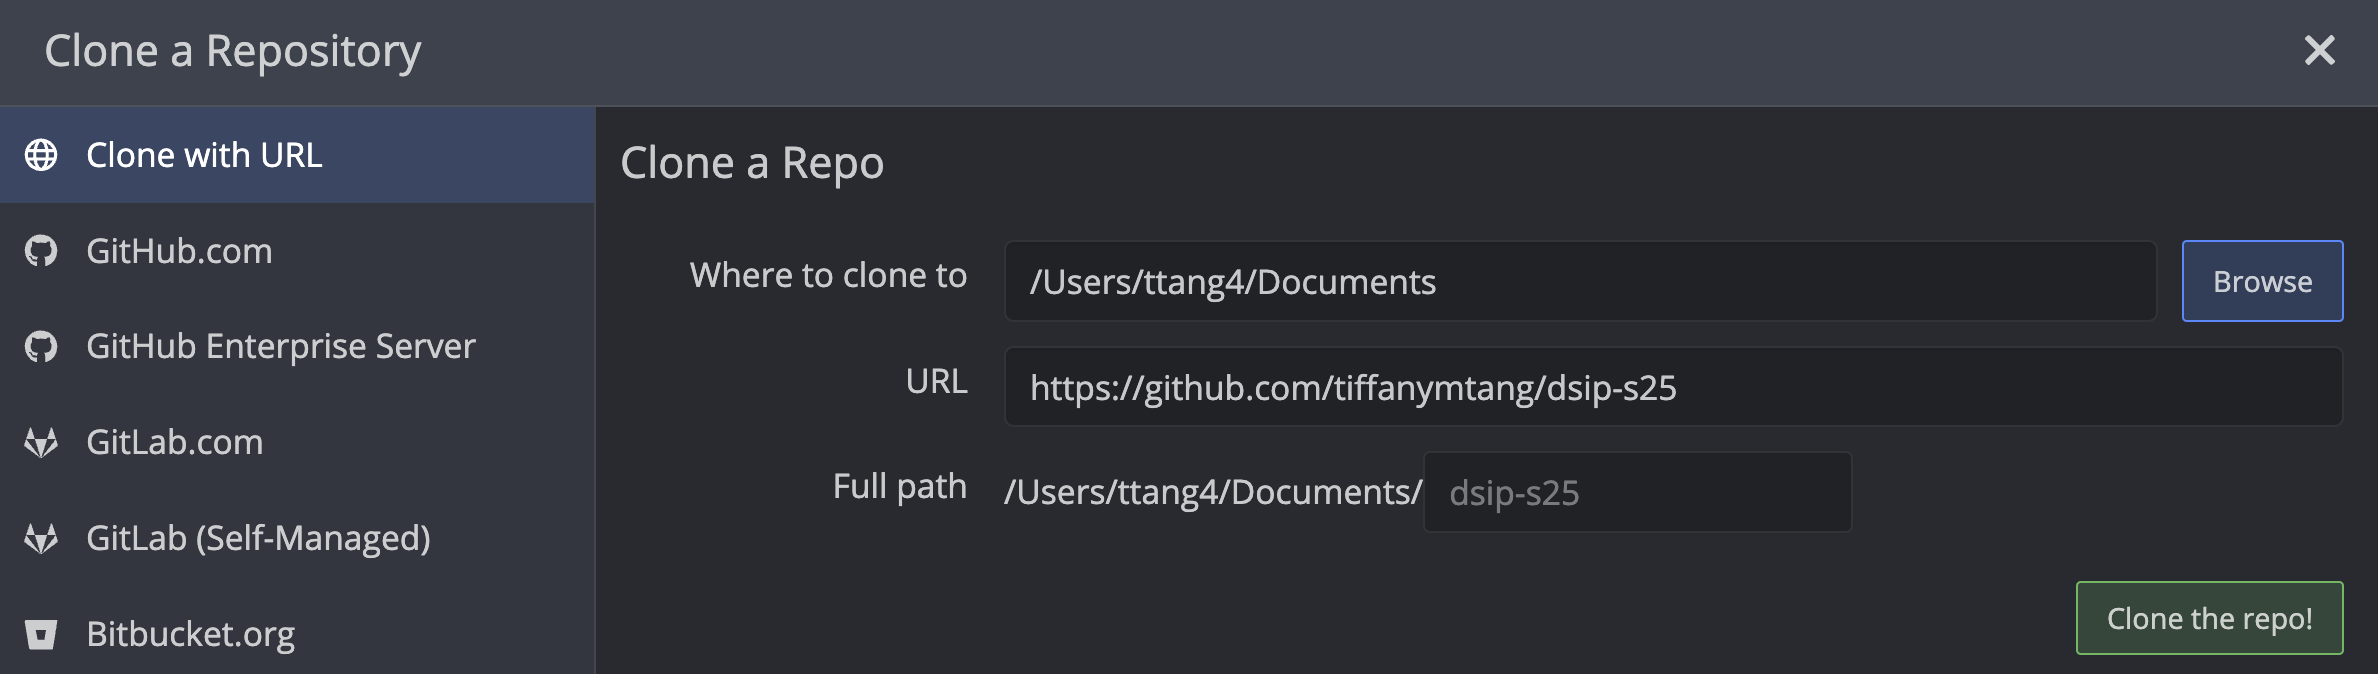 Clone a Repository
Clone with URL
GitHub.com
GitHub Enterprise Server
GitLab.com
GitLab (Self-Managed)
Bitbucket.org
Clone a Repo
Where to clone to /Users/ttang4/Documents Browse
URL https://github.com/tiffanymtang/dsip-s25
Full path /Users/ttang4/Documents/ dsip-s25
Clone the repo!